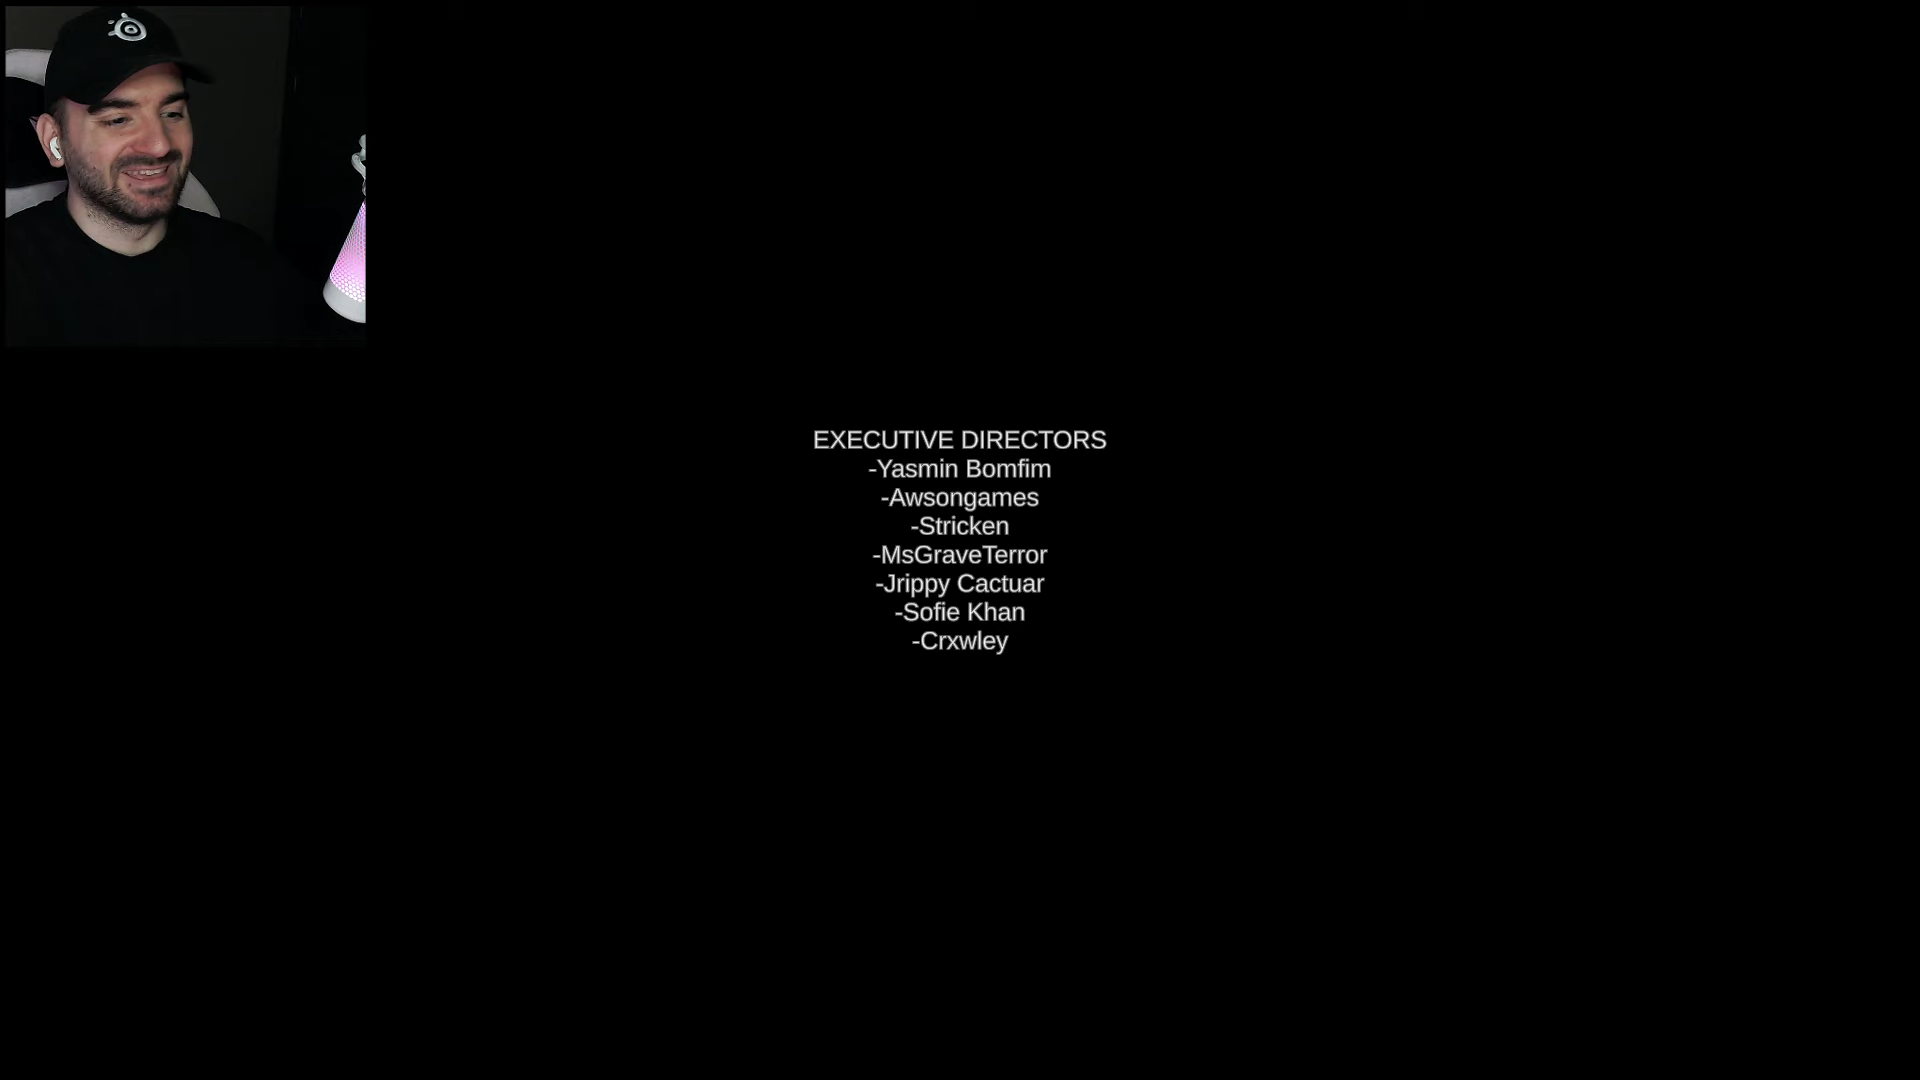 EXECUTIVE DIRECTORS
-Yasmin Bomfim
-Awsongames
-Stricken
-MsGraveTerror
-Jrippy Cactuar
-Sofie Khan
-Crxwley